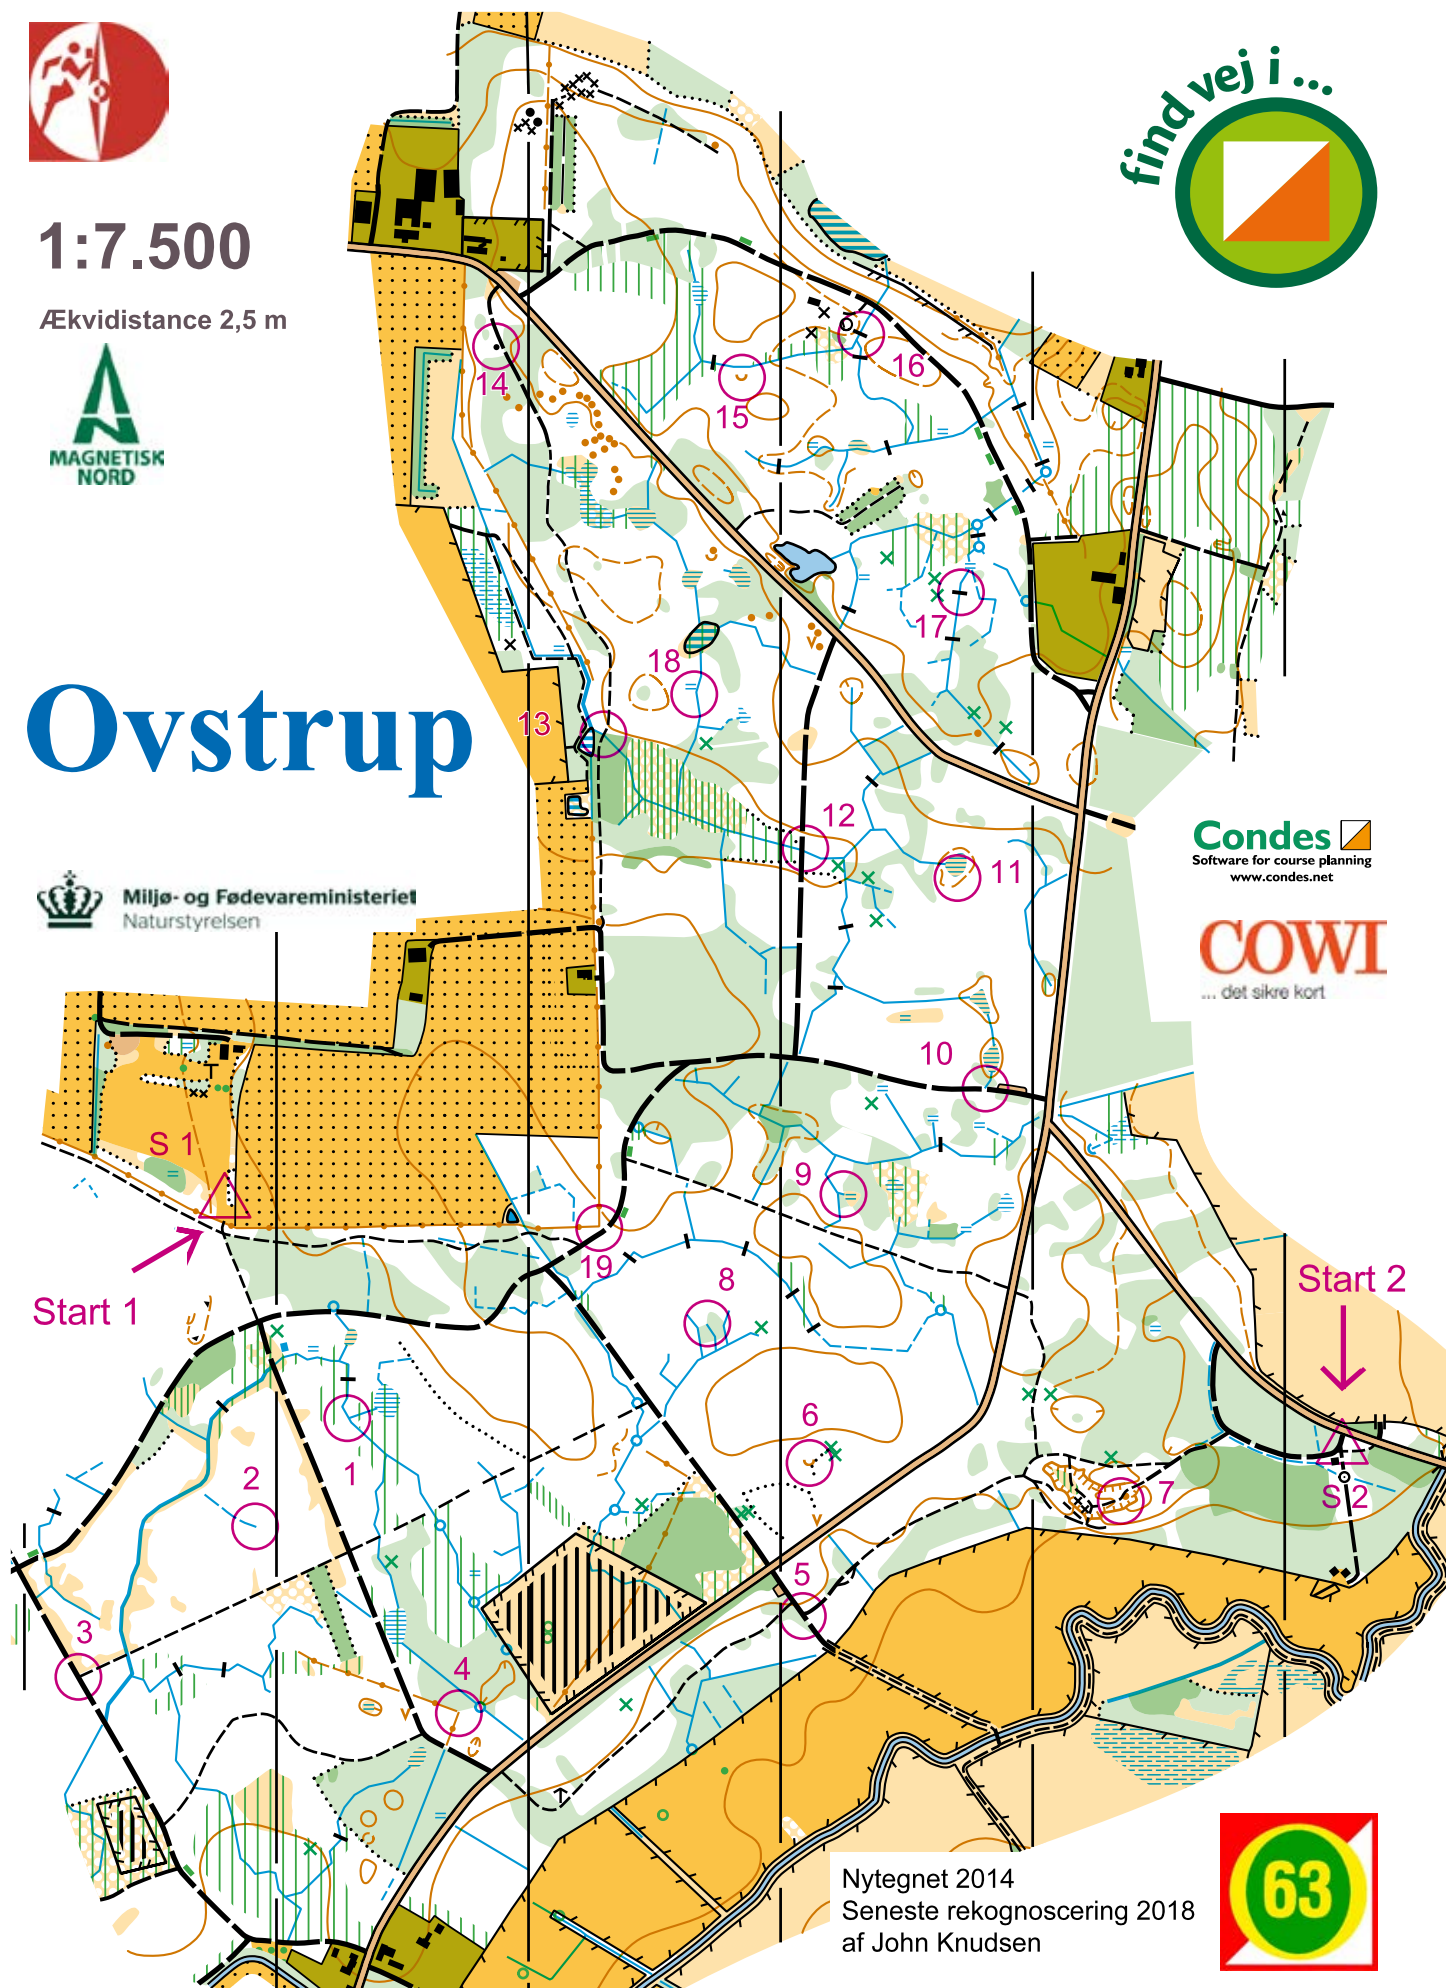 find vej i ...
1:7.500
Ækvidistance 2,5 m
MAGNETISK
NORD
16
14
15
17
18
Ovstrup
13
12
Condes
Software for course planning
www.condes.net
11
Miljø- og Fødevareministeriet
Naturstyrelsen
COWI
... det sikre kort
10
S 1
9
19
8
Start 2
Start 1
6
1
2
7
S 2
5
3
4
Nytegnet 2014
Seneste rekognoscering 2018
af John Knudsen
63